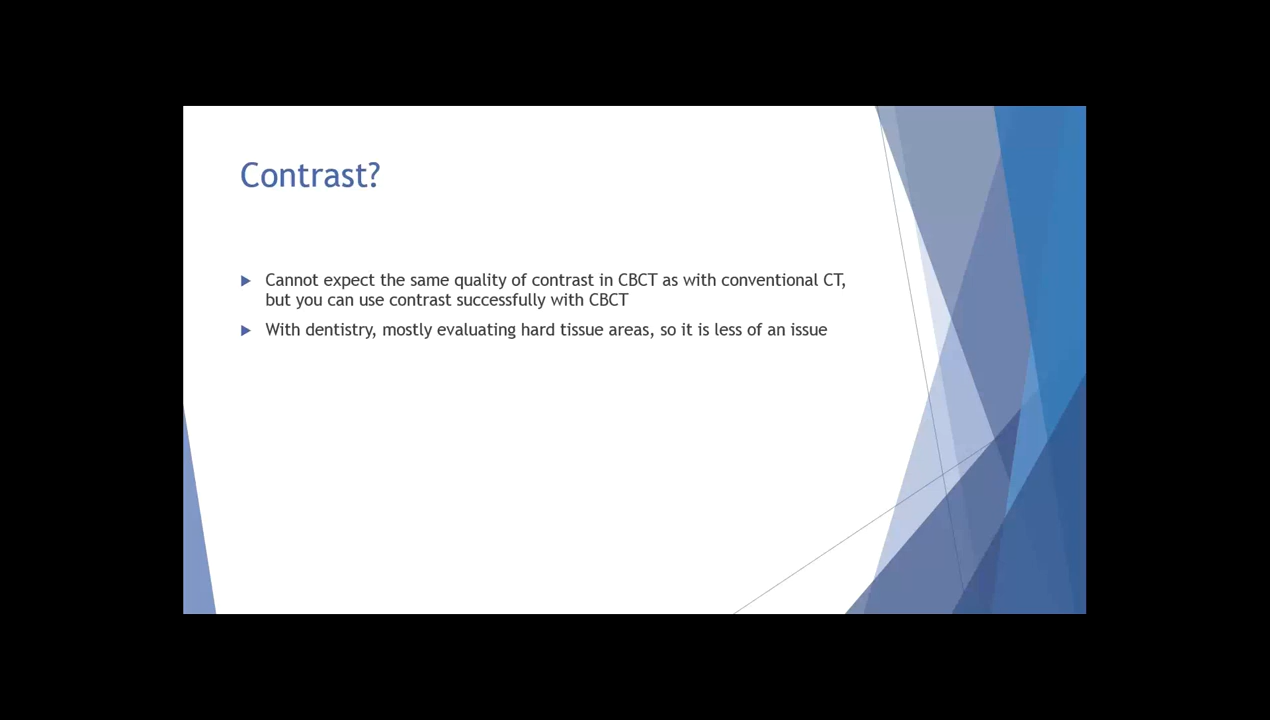 Contrast?
Cannot expect the same quality of contrast in CBCT as with conventional CT,
but you can use contrast successfully with CBCT
With dentistry, mostly evaluating hard tissue areas, so it is less of an issue